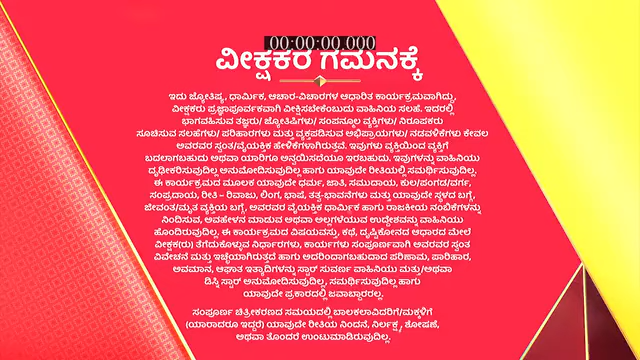 00:00:00.000
ವೀಕ್ಷಕರ ಗಮನಕ್ಕೆ
ಇದು ಜ್ಯೋತಿಷ್ಯ, ಧಾರ್ಮಿಕ, ಆಚಾರ-ವಿಚಾರಗಳ ಆಧಾರಿತ ಕಾರ್ಯಕ್ರಮವಾಗಿದ್ದು,
ವೀಕ್ಷಕರು ಪ್ರಜ್ಞಾಪೂರ್ವಕವಾಗಿ ವೀಕ್ಷಿಸಬೇಕೆಂಬುದು ವಾಹಿನಿಯ ಸಲಹೆ. ಇದರಲ್ಲಿ
ಭಾಗವಹಿಸುವ ತಜ್ಞರು/ ಜ್ಯೋತಿಷಿಗಳು/ ಸಂಪನ್ಮೂಲ ವ್ಯಕ್ತಿಗಳು/ ನಿರೂಪಕರು
ಸೂಚಿಸುವ ಸಲಹೆಗಳು/ ಪರಿಹಾರಗಳು ಮತ್ತು ವ್ಯಕ್ತಪಡಿಸುವ ಅಭಿಪ್ರಾಯಗಳು/ ನಡವಳಿಕೆಗಳು ಕೇವಲ
ಅವರವರ ಸ್ವಂತ/ವೈಯಕ್ತಿಕ ಹೇಳಿಕೆಗಳಾಗಿರುತ್ತವೆ. ಇವುಗಳು ವ್ಯಕ್ತಿಯಿಂದ ವ್ಯಕ್ತಿಗೆ
ಬದಲಾಗಬಹುದು ಅಥವಾ ಯಾರಿಗೂ ಅನ್ವಯಿಸದೆಯೂ ಇರಬಹುದು. ಇವುಗಳನ್ನು ವಾಹಿನಿಯು
ದೃಢೀಕರಿಸುವುದಿಲ್ಲ ಅನುಮೋದಿಸುವುದಿಲ್ಲ ಹಾಗೂ ಯಾವುದೇ ರೀತಿಯಲ್ಲಿ ಸಮರ್ಥಿಸುವುದಿಲ್ಲ.
ಈ ಕಾರ್ಯಕ್ರಮದ ಮೂಲಕ ಯಾವುದೇ ಧರ್ಮ, ಜಾತಿ, ಸಮುದಾಯ, ಕುಲ/ಪಂಗಡ/ವರ್ಗ,
ಸಂಪ್ರದಾಯ, ರೀತಿ – ರಿವಾಜು, ಲಿಂಗ, ಭಾಷೆ, ತತ್ವ-ಭಾವನೆಗಳು ಮತ್ತು ಯಾವುದೇ ಸ್ಥಳದ ಬಗ್ಗೆ,
ಜೀವಂತ/ಮೃತ ವ್ಯಕ್ತಿಯ ಬಗ್ಗೆ, ಅವರವರ ವೈಯಕ್ತಿಕ ಧಾರ್ಮಿಕ ಹಾಗು ರಾಜಕೀಯ ನಂಬಿಕೆಗಳನ್ನು
ನಿಂದಿಸುವ, ಅವಹೇಳನ ಮಾಡುವ ಅಥವಾ ಅಲ್ಲಗಳೆಯುವ ಉದ್ದೇಶವನ್ನು ವಾಹಿನಿಯು
ಹೊಂದಿರುವುದಿಲ್ಲ. ಈ ಕಾರ್ಯಕ್ರಮದ ವಿಷಯವಸ್ತು, ಕಥೆ, ದೃಷ್ಟಿಕೋನದ ಆಧಾರದ ಮೇಲೆ
ವೀಕ್ಷಕ(ರು) ತೆಗೆದುಕೊಳ್ಳುವ ನಿರ್ಧಾರಗಳು, ಕಾರ್ಯಗಳು ಸಂಪೂರ್ಣವಾಗಿ ಅವರವರ ಸ್ವಂತ
ವಿವೇಚನೆ ಮತ್ತು ಇಚ್ಛೆಯಾಗಿರುತ್ತದೆ ಹಾಗು ಅದರಿಂದಾಗಬಹುದಾದ ಪರಿಣಾಮ, ಪಾರಿಹಾರ,
ಅವಮಾನ, ಆಘಾತ ಇತ್ಯಾದಿಗಳನ್ನು ಸ್ಟಾರ್ ಸುವರ್ಣ ವಾಹಿನಿಯು ಮತ್ತು/ಅಥವಾ
ಡಿಸ್ನಿ ಸ್ಟಾರ್ ಅನುಮೋದಿಸುವುದಿಲ್ಲ, ಸಮರ್ಥಿಸುವುದಿಲ್ಲ ಹಾಗು
ಯಾವುದೇ ಪ್ರಕಾರದಲ್ಲಿ ಜವಾಬ್ದಾರರಲ್ಲ.
ಸಂಪೂರ್ಣ ಚಿತ್ರೀಕರಣದ ಸಮಯದಲ್ಲಿ ಬಾಲಕಲಾವಿದರಿಗೆ/ಮಕ್ಕಳಿಗೆ
(ಯಾರಾದರೂ ಇದ್ದರೆ) ಯಾವುದೇ ರೀತಿಯ ನಿಂದನೆ, ನಿರ್ಲಕ್ಷ್ಯ, ಶೋಷಣೆ,
ಅಥವಾ ತೊಂದರೆ ಉಂಟುಮಾಡಿರುವುದಿಲ್ಲ.